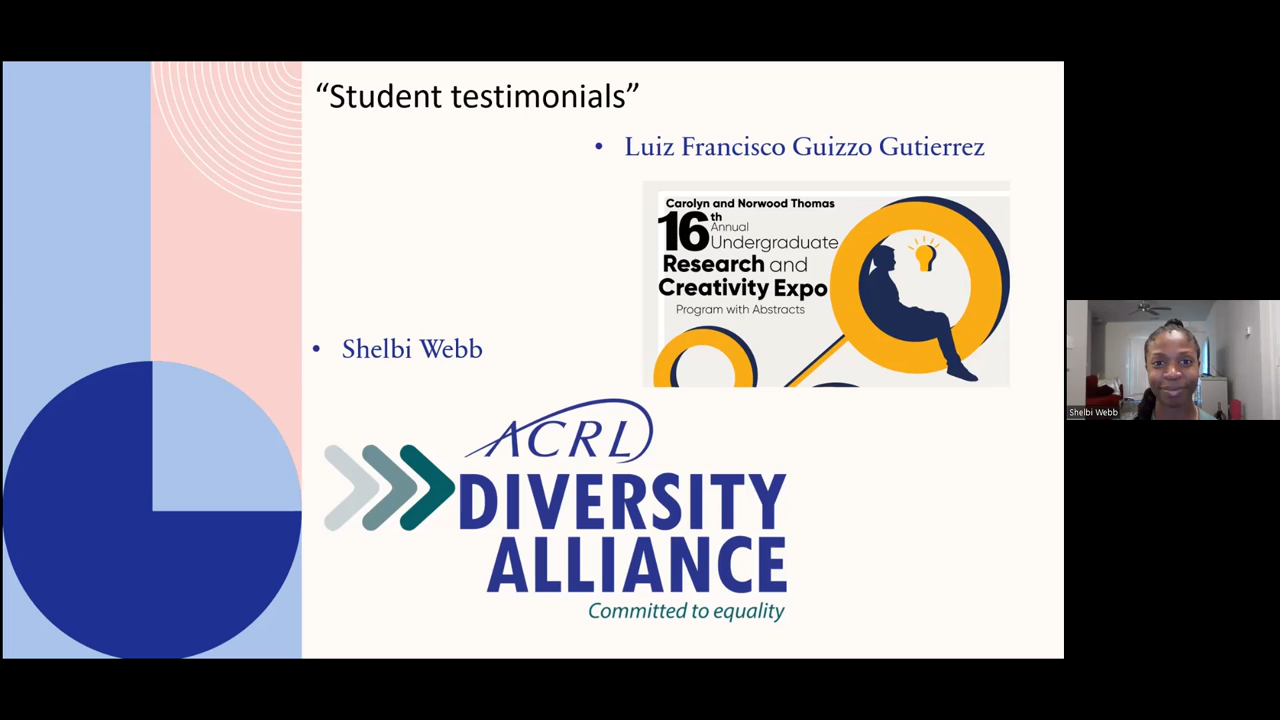 “Student testimonials”
• Luiz Francisco Guizzo Gutierrez
Carolyn and Norwood Thomas
16th Annual
Undergraduate
Research and
Creativity Expo
Program with Abstracts
• Shelbi Webb
ACRL
DIVERSITY
ALLIANCE
Committed to equality
Shelbi Webb